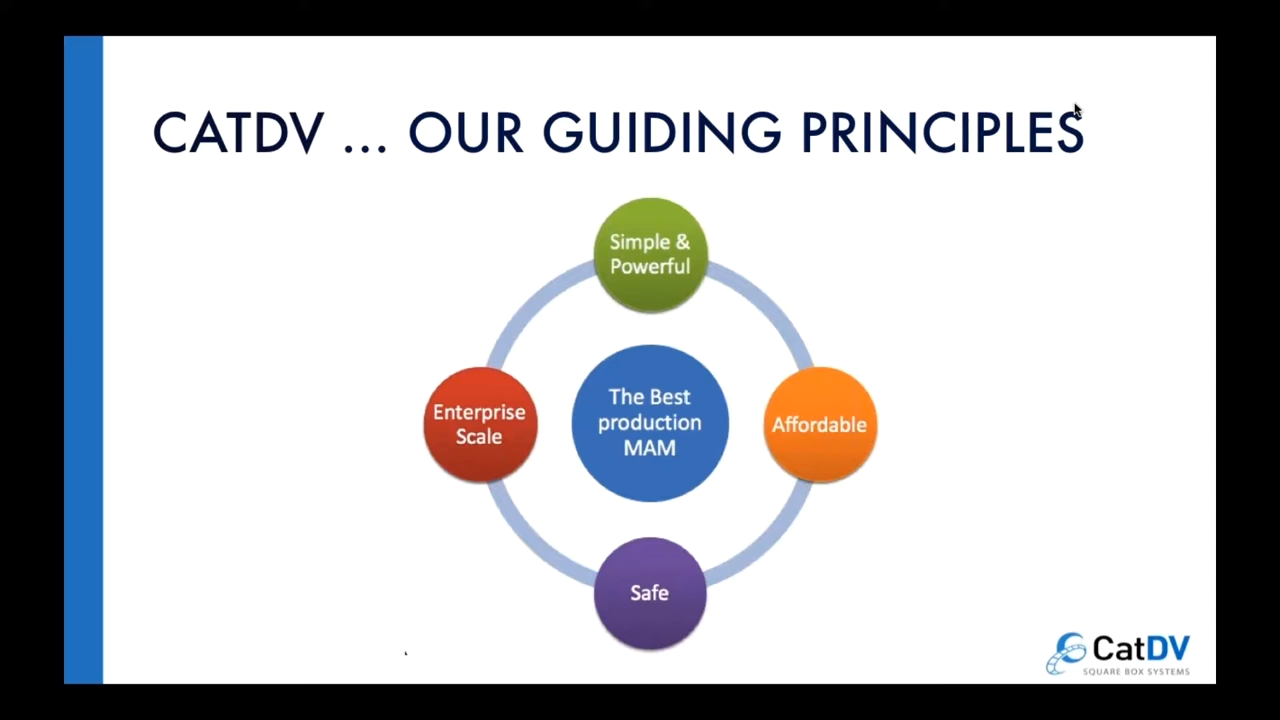 CATDV ... OUR GUIDING PRINCIPLES
Simple &
Powerful
Enterprise
Scale
The Best
production
MAM
Affordable
Safe
CatDV
SQUARE BOX SYSTEMS